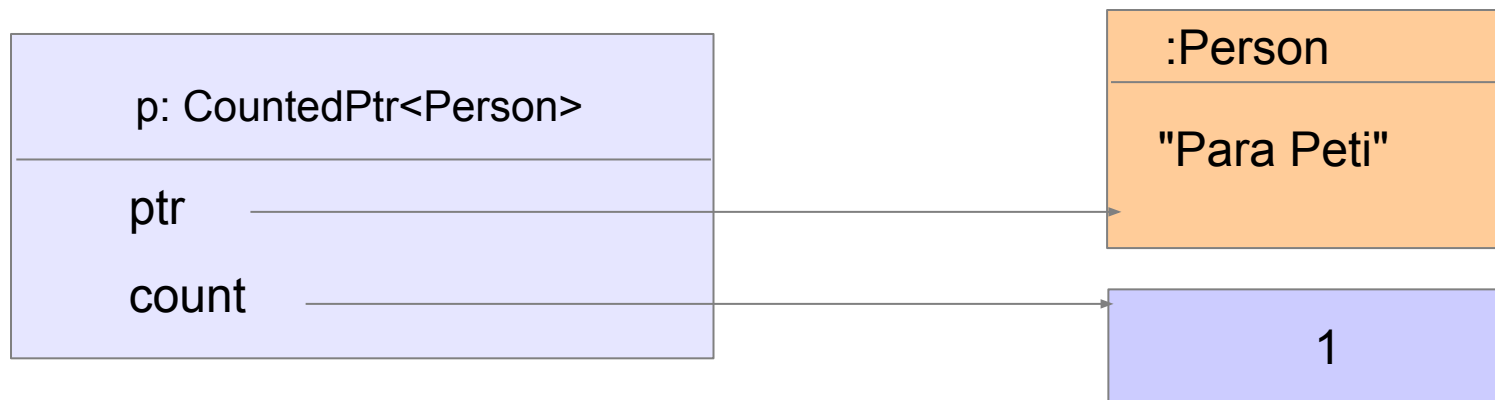 p: CountedPtr<Person>
ptr
count
:Person
"Para Peti"
1